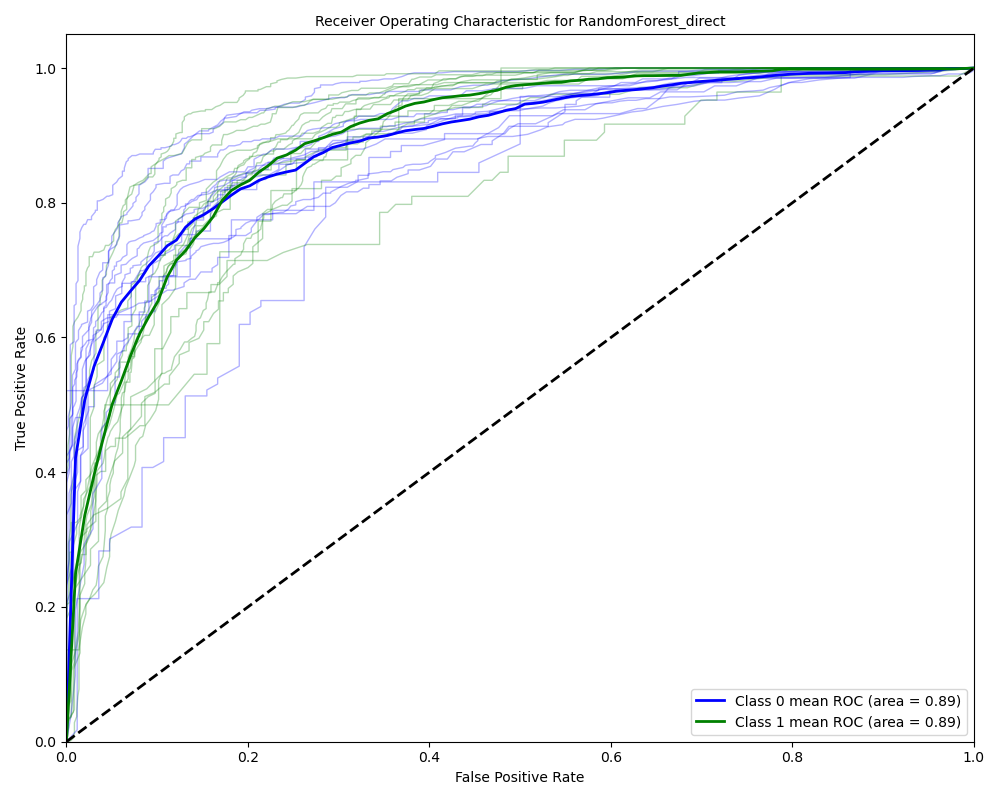 Receiver Operating Characteristic for RandomForest_direct
True Positive Rate
1.0
0.8
0.6
0.4
0.2
0.0
0.0 0.2 0.4 0.6 0.8 1.0
False Positive Rate
Class 0 mean ROC (area = 0.89)
Class 1 mean ROC (area = 0.89)